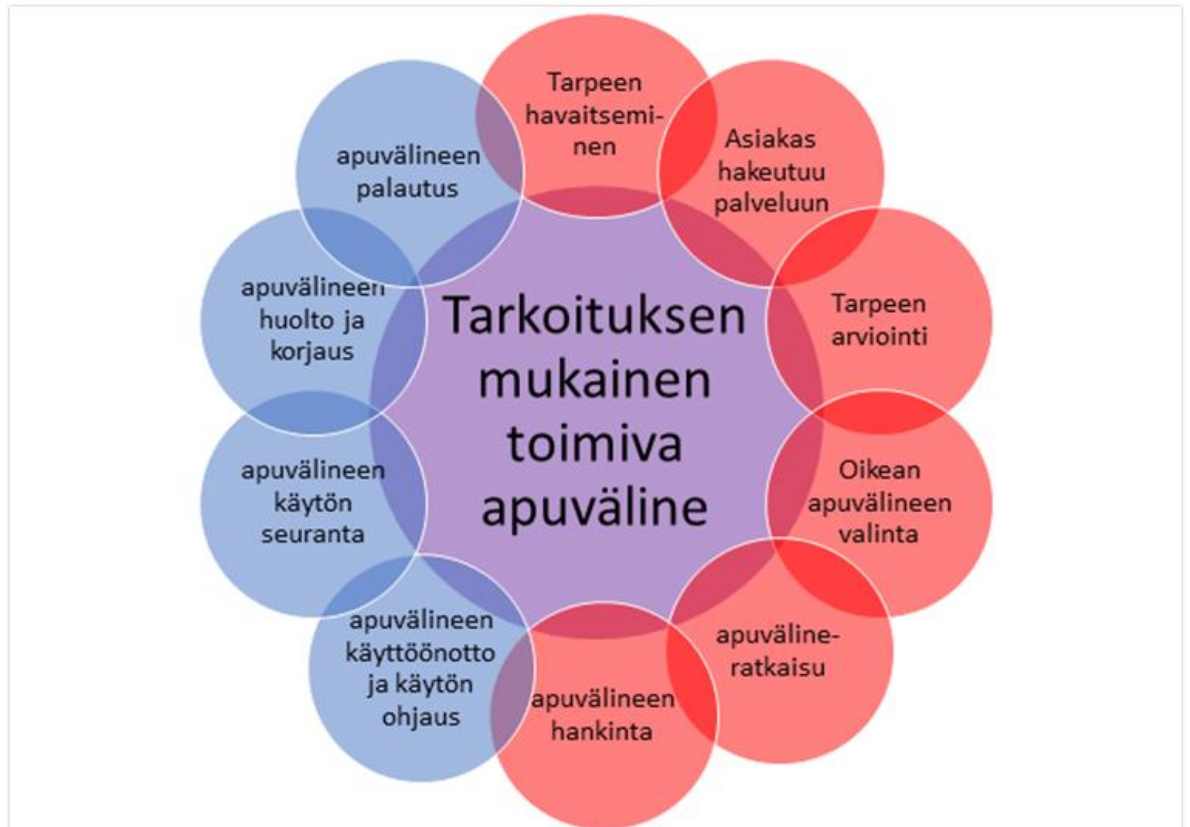 Tarpeen
havaitsemi-
nen
Asiakas
hakeutuu
palveluun
Tarpeen
arviointi
Oikean
apuvälineen
valinta
apuväline-
ratkaisu
apuvälineen
hankinta
apuvälineen
käyttöönotto
ja käytön
ohjaus
apuvälineen
käytön
seuranta
apuvälineen
huolto ja
korjaus
apuvälineen
palautus
Tarkoituksen
mukainen
toimiva
apuväline